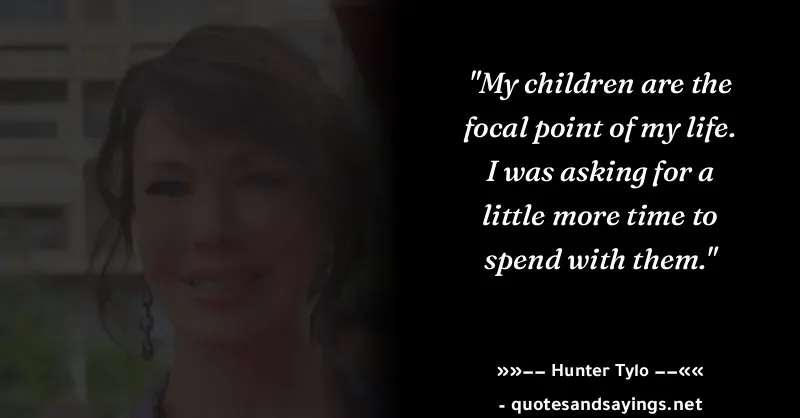 "My children are the
focal point of my life.
I was asking for a
little more time to
spend with them."
»»−− Hunter Tylo −−««
- quotesandsayings.net